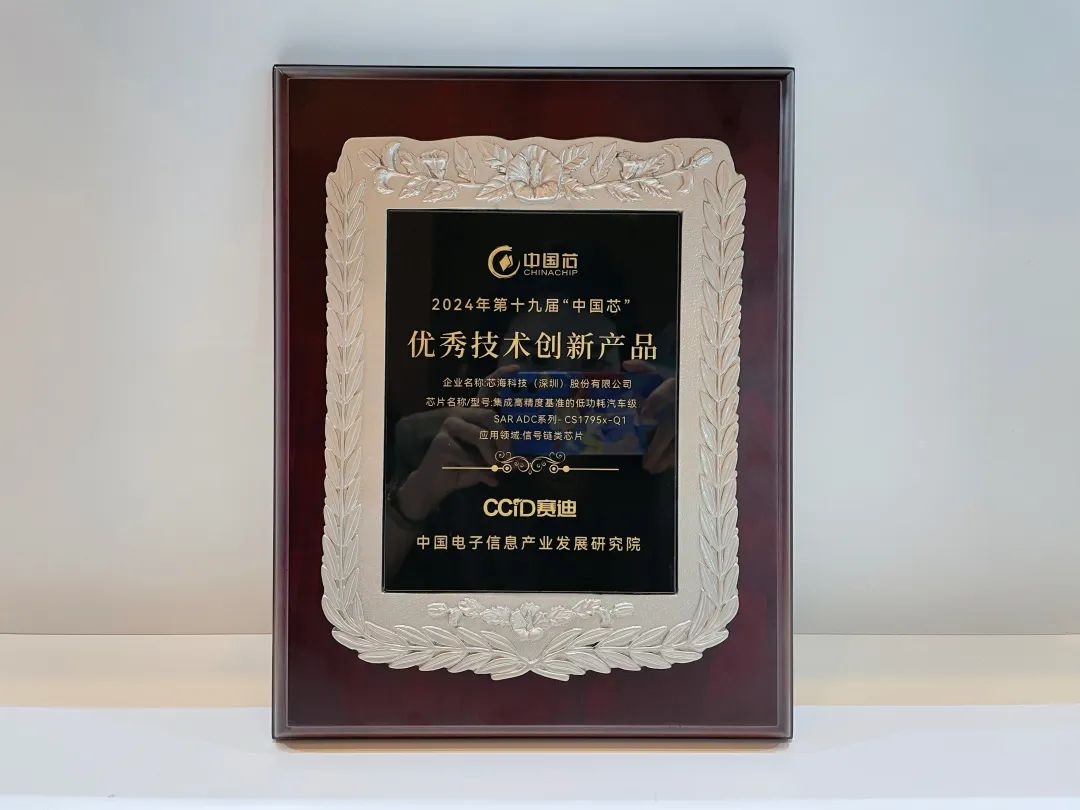 中国芯
CHINACHIP
2024年第十九届“中国芯”
优秀技术创新产品
企业名称:芯海科技（深圳）股份有限公司
芯片名称/型号:集成高精度基准的低功耗汽车级
SAR ADC系列- CS1795x-Q1
应用领域:信号链类芯片
CCID赛迪
中国电子信息产业发展研究院